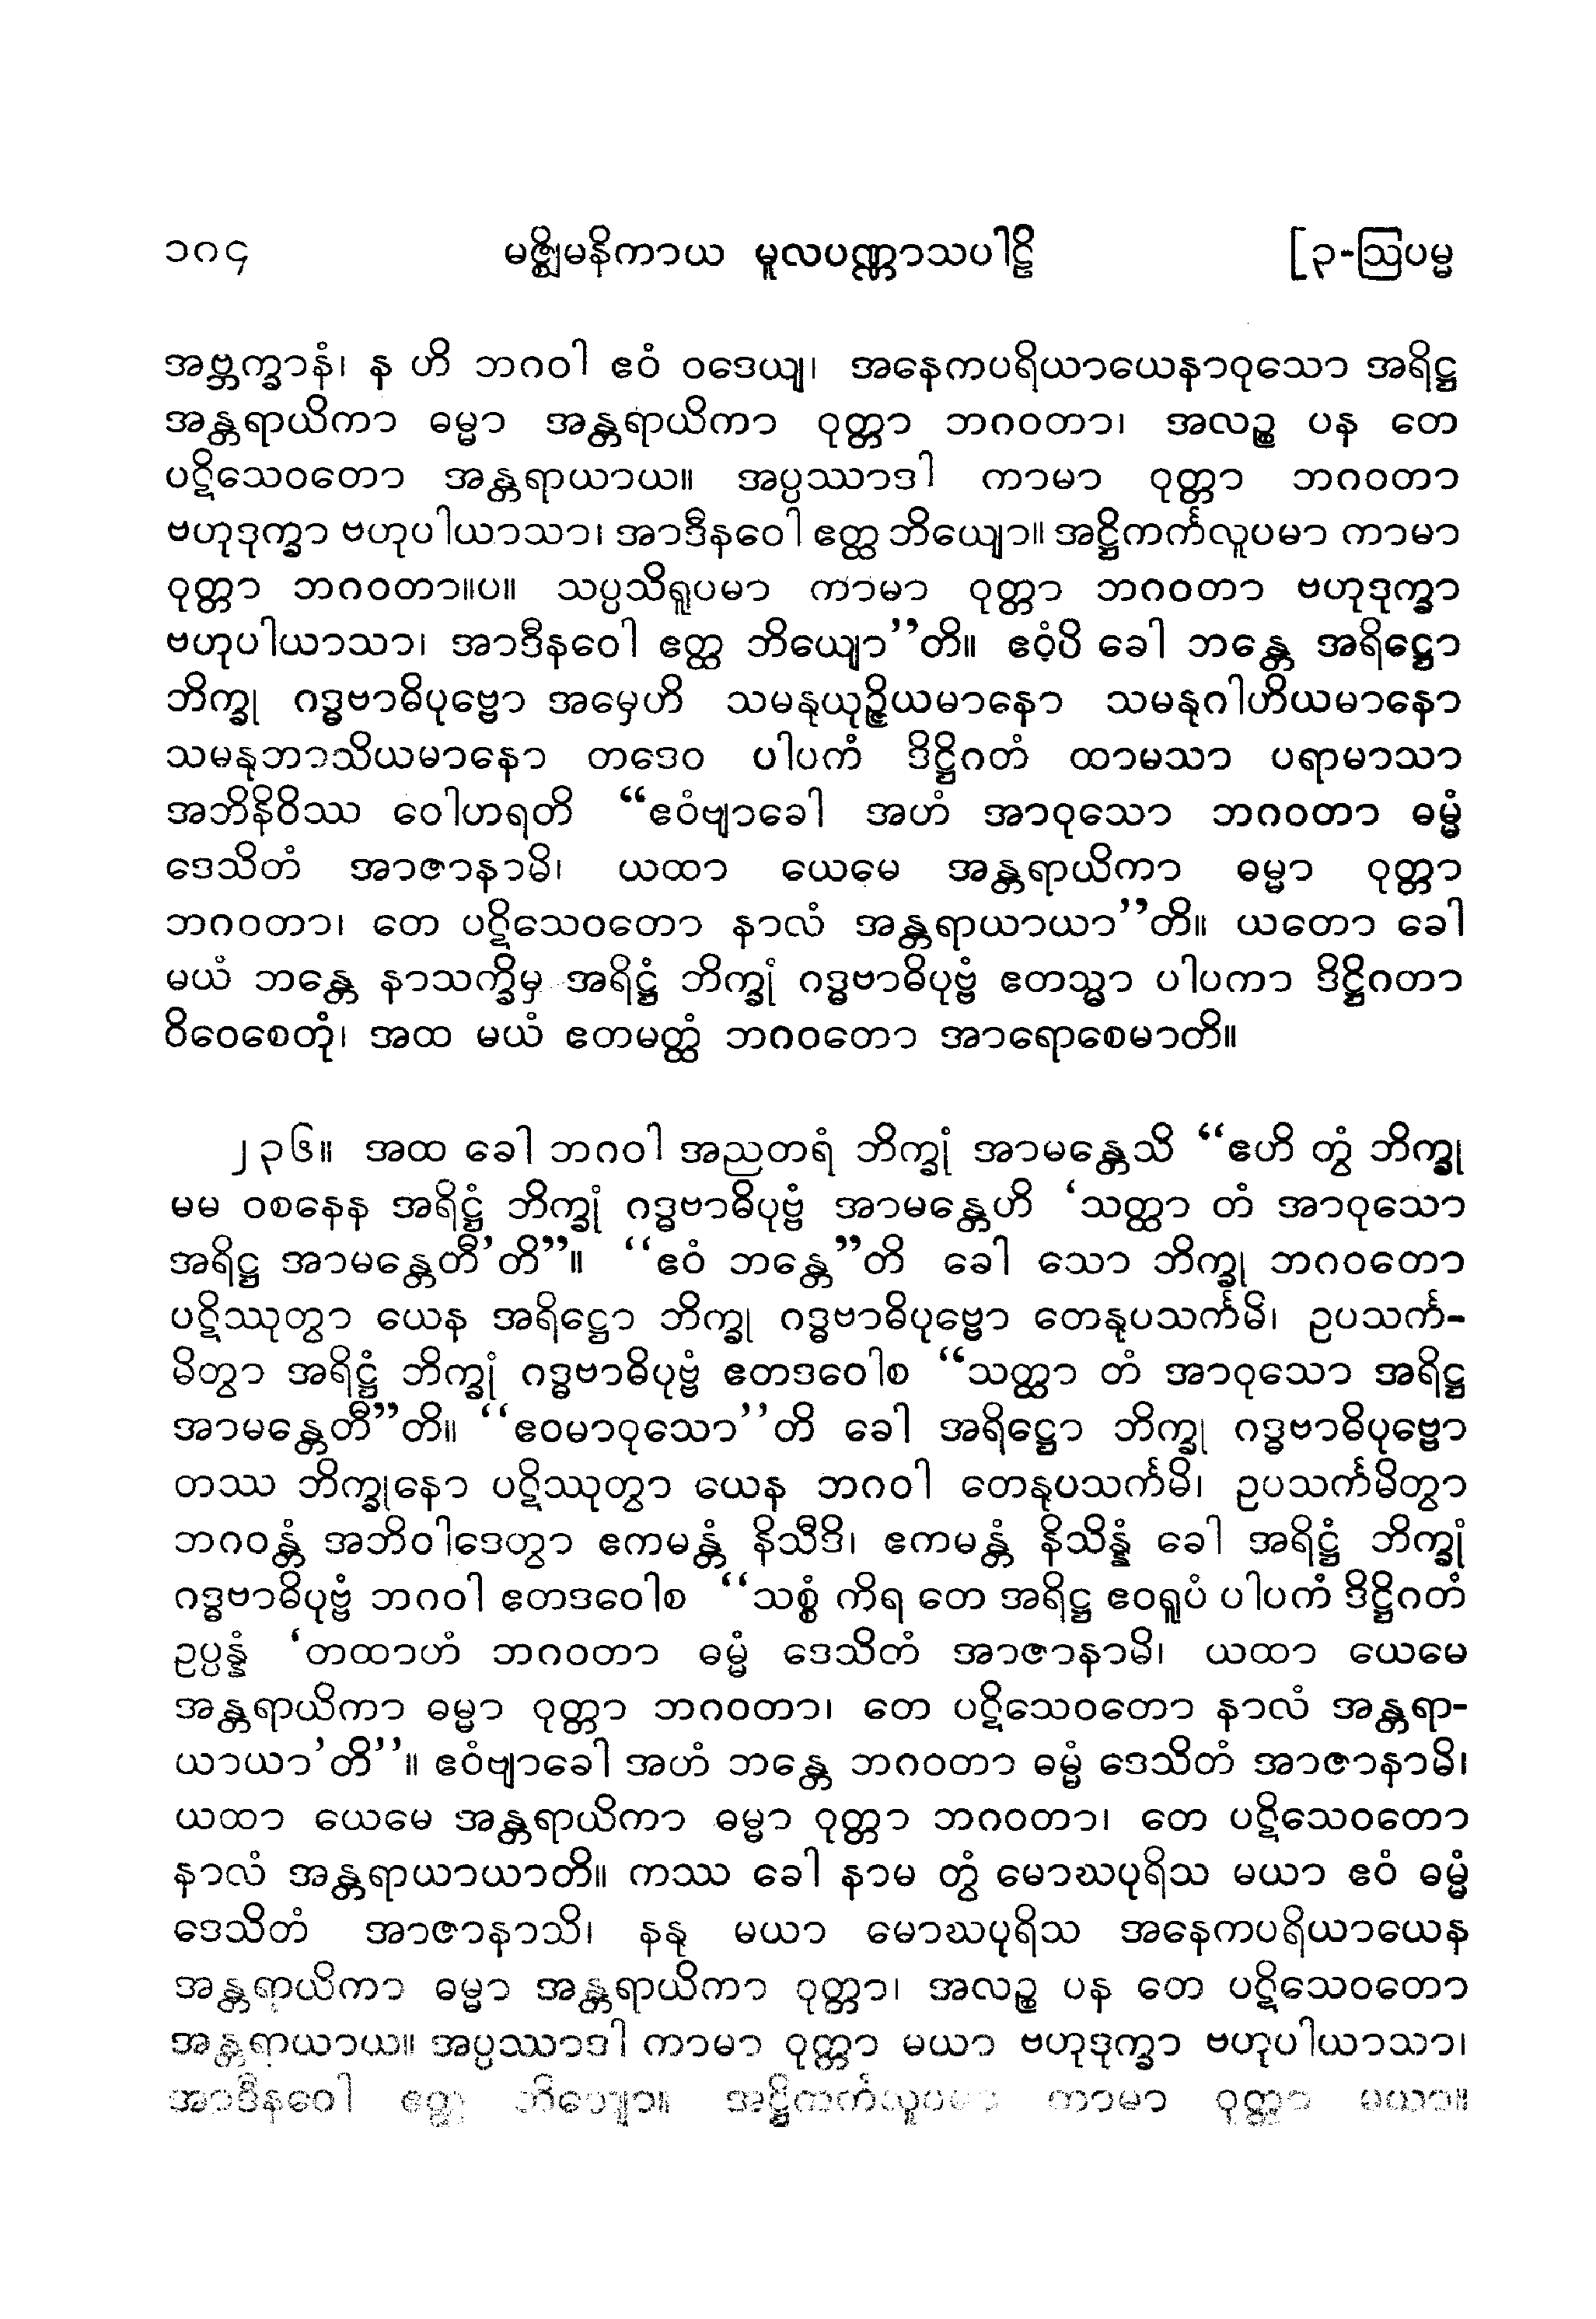 ၁၈၄ မဇ္ဈိမနိကာယ မူလပဏ္ဏာသပါဠိ [၃-ဩပမ္မ
အဗ္ဘက္ခာနံ၊ န ဟိ ဘဂဝါ ဧဝံ ဝဒေယျ၊ အနေကပရိယာယေနာဝုသော အရိဋ္ဌ
အန္တရာယိကာ ဓမ္မာ အန္တရာယိကာ ဝုတ္တာ ဘဂဝတာ၊ အလဉ္စ ပန တေ
ပဋိသေဝတော အန္တရာယာယ။ အပ္ပဿာဒါ ကာမာ ဝုတ္တာ ဘဂဝတာ
ဗဟုဒုက္ခာ ဗဟုပါယာသာ၊ အာဒီနဝေါ ဧတ္ထ ဘိယျော။ အဋ္ဌိကင်္ကလူပမာ ကာမာ
ဝုတ္တာ ဘဂဝတာ။ပ။ သပ္ပသိရူပမာ ကာမာ ဝုတ္တာ ဘဂဝတာ ဗဟုဒုက္ခာ
ဗဟုပါယာသာ၊ အာဒီနဝေါ ဧတ္ထ ဘိယျော”တိ။ ဧဝံ့ပိ ခေါ ဘန္တေ အရိဋ္ဌော
ဘိက္ခု ဂဒ္ဓဗာဓိပုဗ္ဗော အမှေဟိ သမနုယုဉ္ဇိယမာနော သမနုဂါဟိယမာနော
သမနုဘာသိယမာနော တဒေဝ ပါပကံ ဒိဋ္ဌိဂတံ ထာမသာ ပရာမာသာ
အဘိနိဝိဿ ဝေါဟရတိ “ဧဝံဗျာခေါ အဟံ အာဝုသော ဘဂဝတာ ဓမ္မံ
ဒေသိတံ အာဇာနာမိ၊ ယထာ ယေမေ အန္တရာယိကာ ဓမ္မာ ဝုတ္တာ
ဘဂဝတာ၊ တေ ပဋိသေဝတော နာလံ အန္တရာယာယာ”တိ။ ယတော ခေါ
မယံ ဘန္တေ နာသက္ခိမှ အရိဋ္ဌံ ဘိက္ခုံ ဂဒ္ဓဗာဓိပုဗ္ဗံ ဧတသ္မာ ပါပကာ ဒိဋ္ဌိဂတာ
ဝိဝေစေတုံ၊ အထ မယံ ဧတမတ္ထံ ဘဂဝတော အာရောစေမာတိ။
၂၃၆။ အထ ခေါ ဘဂဝါ အညတရံ ဘိက္ခုံ အာမန္တေသိ “ဧဟိ တွံ ဘိက္ခု
မမ ဝစနေန အရိဋ္ဌံ ဘိက္ခုံ ဂဒ္ဓဗာဓိပုဗ္ဗံ အာမန္တေဟိ ‘သတ္ထာ တံ အာဝုသော
အရိဋ္ဌ အာမန္တေတီ’တိ”။ “ဧဝံ ဘန္တေ”တိ ခေါ သော ဘိက္ခု ဘဂဝတော
ပဋိဿုတွာ ယေန အရိဋ္ဌော ဘိက္ခု ဂဒ္ဓဗာဓိပုဗ္ဗော တေနုပသင်္ကမိ၊ ဥပသင်္က-
မိတွာ အရိဋ္ဌံ ဘိက္ခုံ ဂဒ္ဓဗာဓိပုဗ္ဗံ ဧတဒဝေါစ “သတ္ထာ တံ အာဝုသော အရိဋ္ဌ
အာမန္တေတီ”တိ။ “ဧဝမာဝုသော”တိ ခေါ အရိဋ္ဌော ဘိက္ခု ဂဒ္ဓဗာဓိပုဗ္ဗော
တဿ ဘိက္ခုနော ပဋိဿုတွာ ယေန ဘဂဝါ တေနုပသင်္ကမိ၊ ဥပသင်္ကမိတွာ
ဘဂဝန္တံ အဘိဝါဒေတွာ ဧကမန္တံ နိသီဒိ၊ ဧကမန္တံ နိသိန္နံ ခေါ အရိဋ္ဌံ ဘိက္ခုံ
ဂဒ္ဓဗာဓိပုဗ္ဗံ ဘဂဝါ ဧတဒဝေါစ “သစ္စံ ကိရ တေ အရိဋ္ဌ ဧဝရူပံ ပါပကံ ဒိဋ္ဌိဂတံ
ဥပ္ပန္နံ ‘တထာဟံ ဘဂဝတာ ဓမ္မံ ဒေသိတံ အာဇာနာမိ၊ ယထာ ယေမေ
အန္တရာယိကာ ဓမ္မာ ဝုတ္တာ ဘဂဝတာ၊ တေ ပဋိသေဝတော နာလံ အန္တရာ-
ယာယာ’တိ”။ ဧဝံဗျာခေါ အဟံ ဘန္တေ ဘဂဝတာ ဓမ္မံ ဒေသိတံ အာဇာနာမိ၊
ယထာ ယေမေ အန္တရာယိကာ ဓမ္မာ ဝုတ္တာ ဘဂဝတာ၊ တေ ပဋိသေဝတော
နာလံ အန္တရာယာယာတိ။ ကဿ ခေါ နာမ တွံ မောဃပုရိသ မယာ ဧဝံ ဓမ္မံ
ဒေသိတံ အာဇာနာသိ၊ နနု မယာ မောဃပုရိသ အနေကပရိယာယေန
အန္တရာယိကာ ဓမ္မာ အန္တရာယိကာ ဝုတ္တာ၊ အလဉ္စ ပန တေ ပဋိသေဝတော
အန္တရာယာယ။ အပ္ပဿာဒါ ကာမာ ဝုတ္တာ မယာ ဗဟုဒုက္ခာ ဗဟုပါယာသာ၊
အာဒီနဝေါ ဧတ္ထ ဘိယျော။ အဋ္ဌိကင်္ကလူပမာ ကာမာ ဝုတ္တာ မယာ။